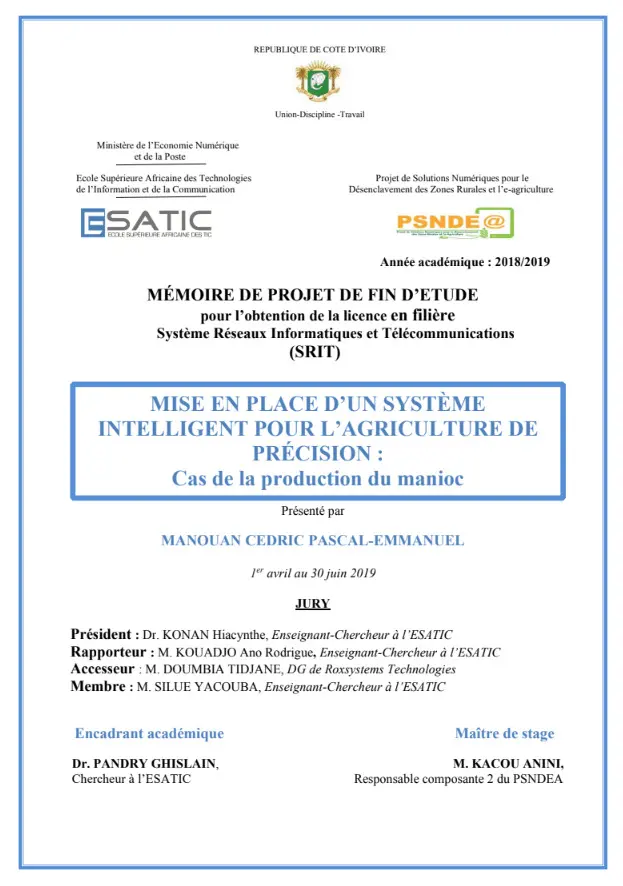 REPUBLIQUE DE COTE D'IVOIRE
Union-Discipline -Travail
Ministère de l'Economie Numérique
et de la Poste
Ecole Supérieure Africaine des Technologies
de l'Information et de la Communication
ESATIC
ECOLE SUPERIEURE AFRICAINE DES TIC
Projet de Solutions Numériques pour le
Désenclavement des Zones Rurales et l'e-agriculture
PSNDE@
Année académique : 2018/2019
MÉMOIRE DE PROJET DE FIN D'ETUDE
pour l'obtention de la licence en filière
Système Réseaux Informatiques et Télécommunications
(SRIT)
MISE EN PLACE D'UN SYSTÈME
INTELLIGENT POUR L'AGRICULTURE DE
PRÉCISION :
Cas de la production du manioc
Présenté par
MANOUAN CEDRIC PASCAL-EMMANUEL
1er avril au 30 juin 2019
JURY
Président : Dr. KONAN Hiacynthe, Enseignant-Chercheur à l'ESATIC
Rapporteur : M. KOUADJO Ano Rodrigue, Enseignant-Chercheur à l'ESATIC
Accesseur : M. DOUMBIA TIDJANE, DG de Roxsystems Technologies
Membre : M. SILUE YACOUBA, Enseignant-Chercheur à l'ESATIC
Encadrant académique
Dr. PANDRY GHISLAIN,
Chercheur à l'ESATIC
Maître de stage
M. KACOU ANINI,
Responsable composante 2 du PSNDEA